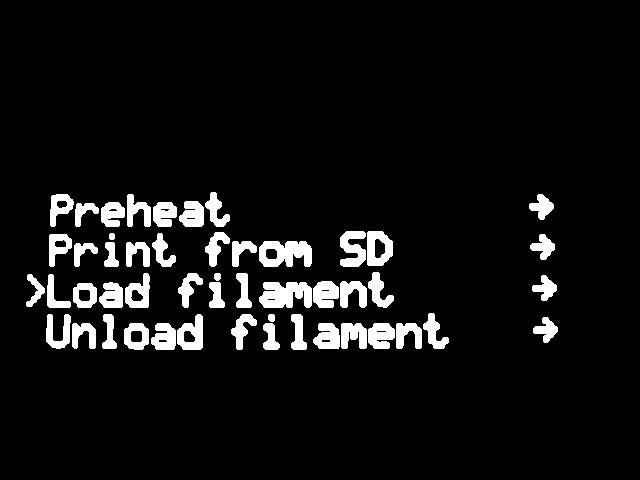 Preheat →
Print from SD →
>Load filament →
Unload filament →